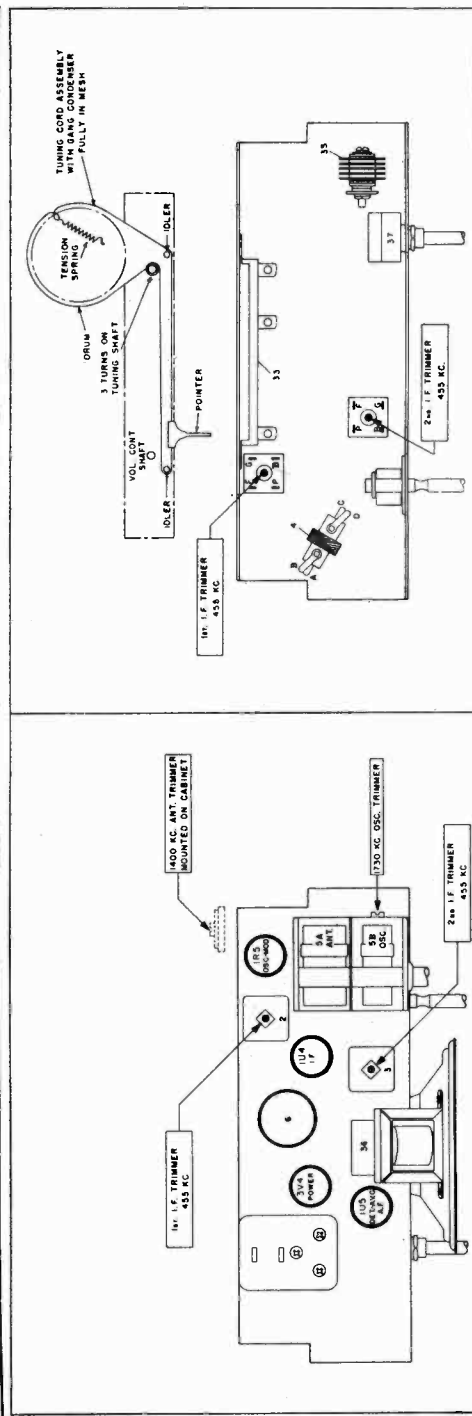 1st. I.F. TRIMMER
455 KC.
1400 KC. ANT. TRIMMER
MOUNTED ON CABINET
1730 KC. OSC. TRIMMER
2ND I.F. TRIMMER
455 KC
1R5
OSC-MOD
5A
ANT.
5B
OSC.
2
1U4
I F
3
6
3V4
POWER
36
1U5
DET-AVC
A.F.
TUNING CORD ASSEMBLY
WITH GANG CONDENSER
FULLY IN MESH
TENSION
SPRING
DRUM
3 TURNS ON
TUNING SHAFT
VOL. CONT
SHAFT
IDLER
POINTER
IDLER
1st. I.F. TRIMMER
455 KC.
G
F
B
P
33
35
37
4
A
B
C
D
P
F
B
G
2ND I.F. TRIMMER
455 KC.